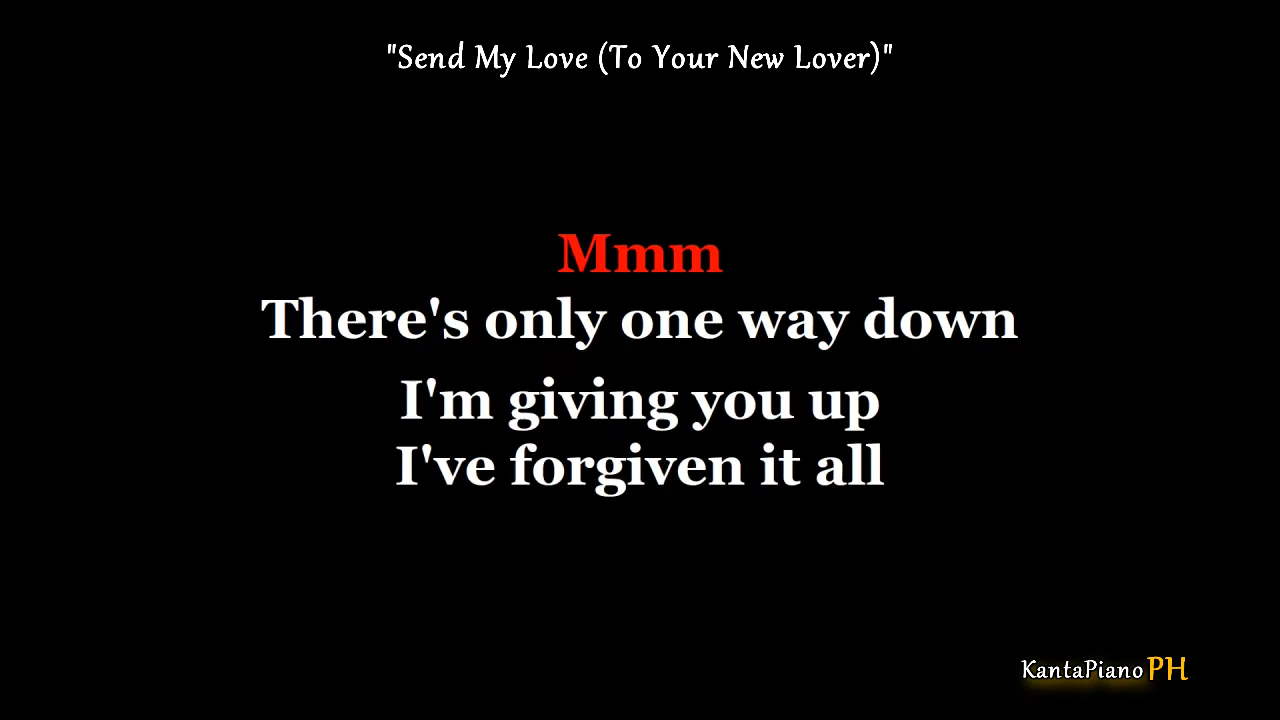 "Send My Love (To Your New Lover)"
Mmm
There's only one way down
I'm giving you up
I've forgiven it all
KantaPiano PH